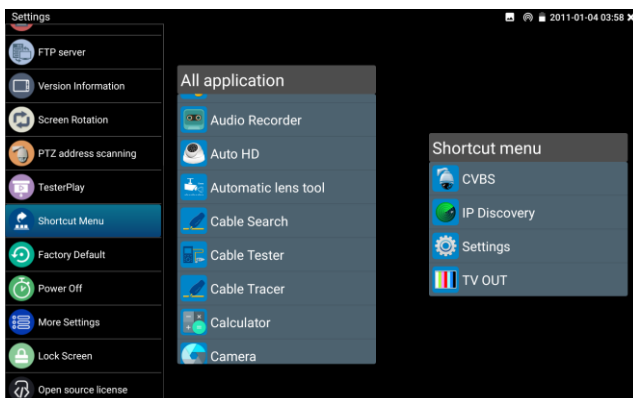 Settings
2011-01-04 03:58
FTP server
Version Information
Screen Rotation
PTZ address scanning
TesterPlay
Shortcut Menu
Factory Default
Power Off
More Settings
Lock Screen
Open source license
All application
Audio Recorder
Auto HD
Automatic lens tool
Cable Search
Cable Tester
Cable Tracer
Calculator
Camera
Shortcut menu
CVBS
IP Discovery
Settings
TV OUT